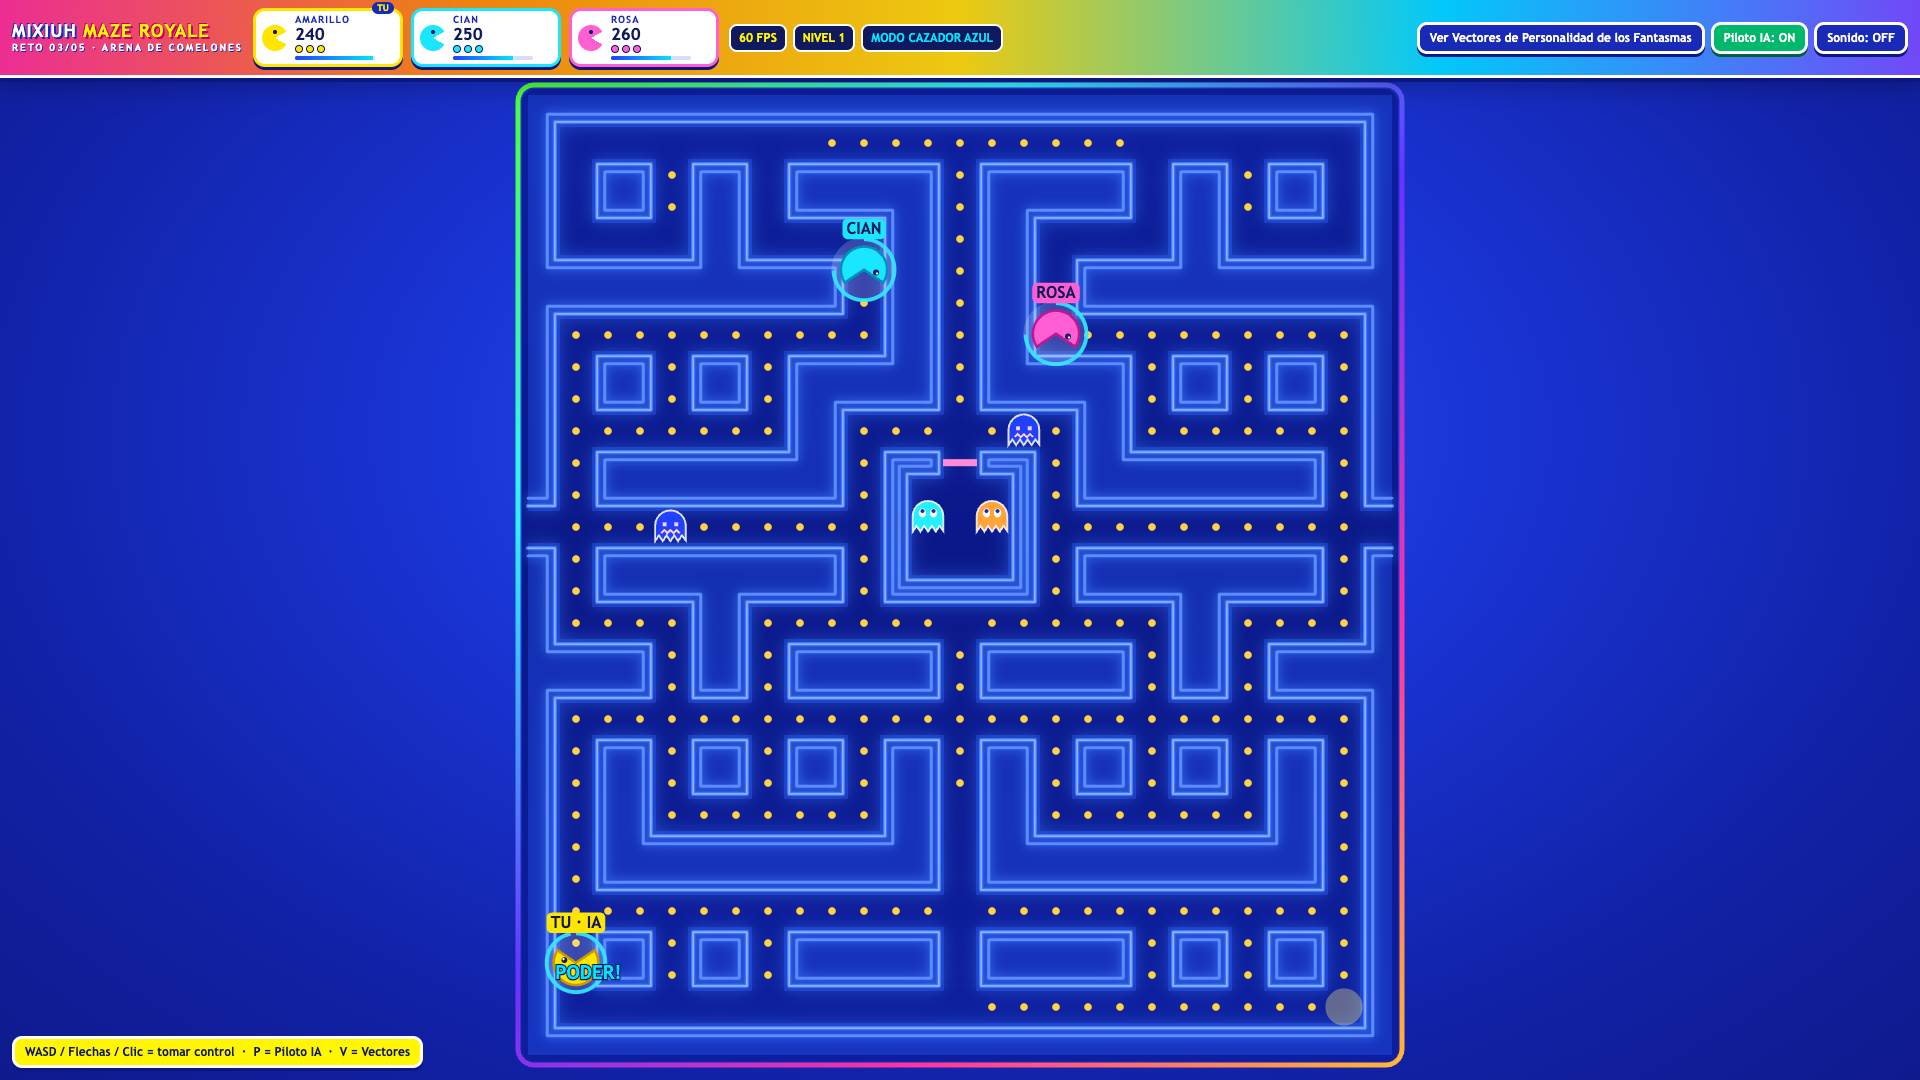 MIXIUH MAZE ROYALE
RETO 03/05 · ARENA DE COMELONES
AMARILLO
TU
240
CIAN
250
ROSA
260
60 FPS
NIVEL 1
MODO CAZADOR AZUL
Ver Vectores de Personalidad de los Fantasmas
Piloto IA: ON
Sonido: OFF
CIAN
ROSA
TU · IA
PODER!
WASD / Flechas / Clic = tomar control · P = Piloto IA · V = Vectores